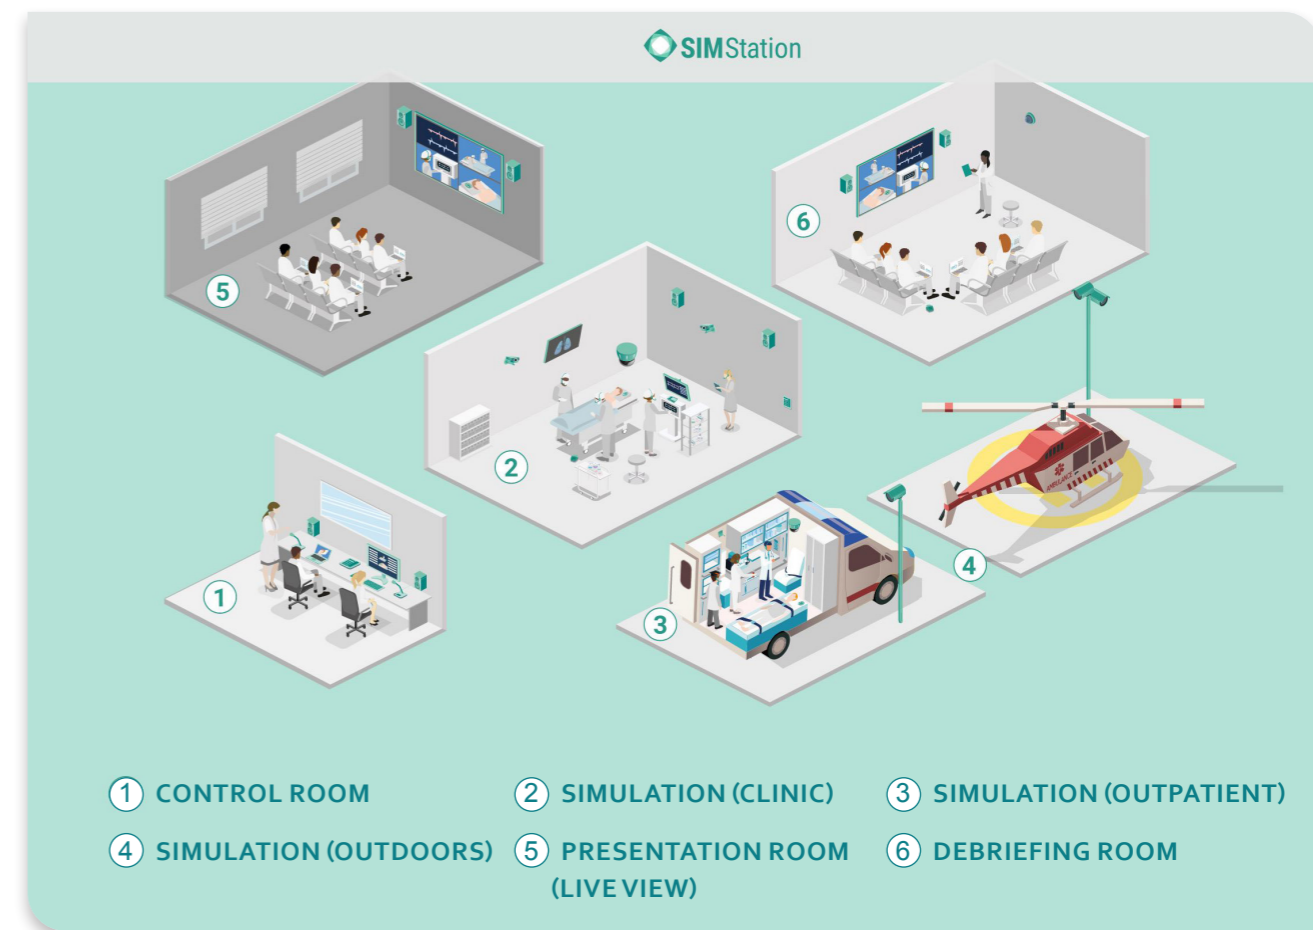 SIMStation
5
6
2
1
3
4
AMBULANCE
1 CONTROL ROOM
2 SIMULATION (CLINIC)
3 SIMULATION (OUTPATIENT)
4 SIMULATION (OUTDOORS)
5 PRESENTATION ROOM
(LIVE VIEW)
6 DEBRIEFING ROOM